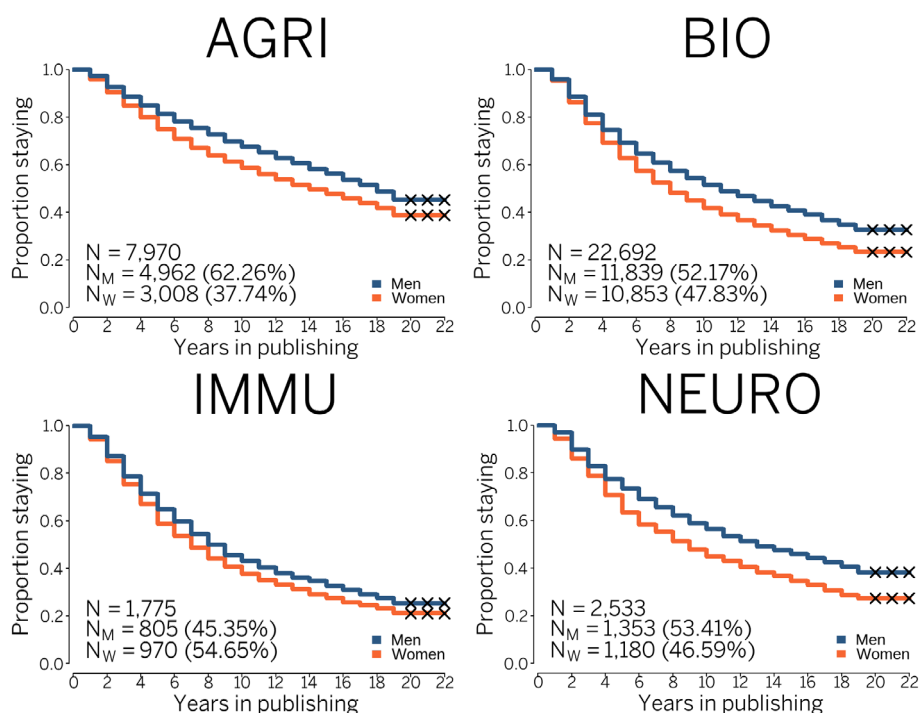 AGRI
1.0
0.8
0.6
0.4
0.2
0.0
Proportion staying
N = 7,970
N_M = 4,962 (62.26%)
N_W = 3,008 (37.74%)
Men
Women
0 2 4 6 8 10 12 14 16 18 20 22
Years in publishing
BIO
1.0
0.8
0.6
0.4
0.2
0.0
Proportion staying
N = 22,692
N_M = 11,839 (52.17%)
N_W = 10,853 (47.83%)
Men
Women
0 2 4 6 8 10 12 14 16 18 20 22
Years in publishing
IMMU
1.0
0.8
0.6
0.4
0.2
0.0
Proportion staying
N = 1,775
N_M = 805 (45.35%)
N_W = 970 (54.65%)
Men
Women
0 2 4 6 8 10 12 14 16 18 20 22
Years in publishing
NEURO
1.0
0.8
0.6
0.4
0.2
0.0
Proportion staying
N = 2,533
N_M = 1,353 (53.41%)
N_W = 1,180 (46.59%)
Men
Women
0 2 4 6 8 10 12 14 16 18 20 22
Years in publishing